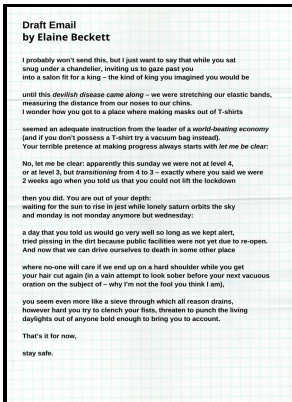 Draft Email
by Elaine Beckett
I probably won't send this, but I just want to say that while you sat
snug under a chandelier, inviting us to gaze past you
into a salon fit for a king – the kind of king you imagined you would be
until this devilish disease came along – we were stretching our elastic bands,
measuring the distance from our noses to our chins.
I wonder how you got to a place where making masks out of T-shirts
seemed an adequate instruction from the leader of a world-beating economy
(and if you don't possess a T-shirt try a vacuum bag instead).
Your terrible pretence at making progress always starts with let me be clear:
No, let me be clear: apparently this sunday we were not at level 4,
or at level 3, but transitioning from 4 to 3 – exactly where you said we were
2 weeks ago when you told us that you could not lift the lockdown
then you did. You are out of your depth:
waiting for the sun to rise in jest while lonely saturn orbits the sky
and monday is not monday anymore but wednesday:
a day that you told us would go very well so long as we kept alert,
tried pissing in the dirt because public facilities were not yet due to re-open.
And now that we can drive ourselves to death in some other place
where no-one will care if we end up on a hard shoulder while you get
your hair cut again (in a vain attempt to look sober before your next vacuous
oration on the subject of – why I'm not the fool you think I am),
you seem even more like a sieve through which all reason drains,
however hard you try to clench your fists, threaten to punch the living
daylights out of anyone bold enough to bring you to account.
That's it for now,
stay safe.